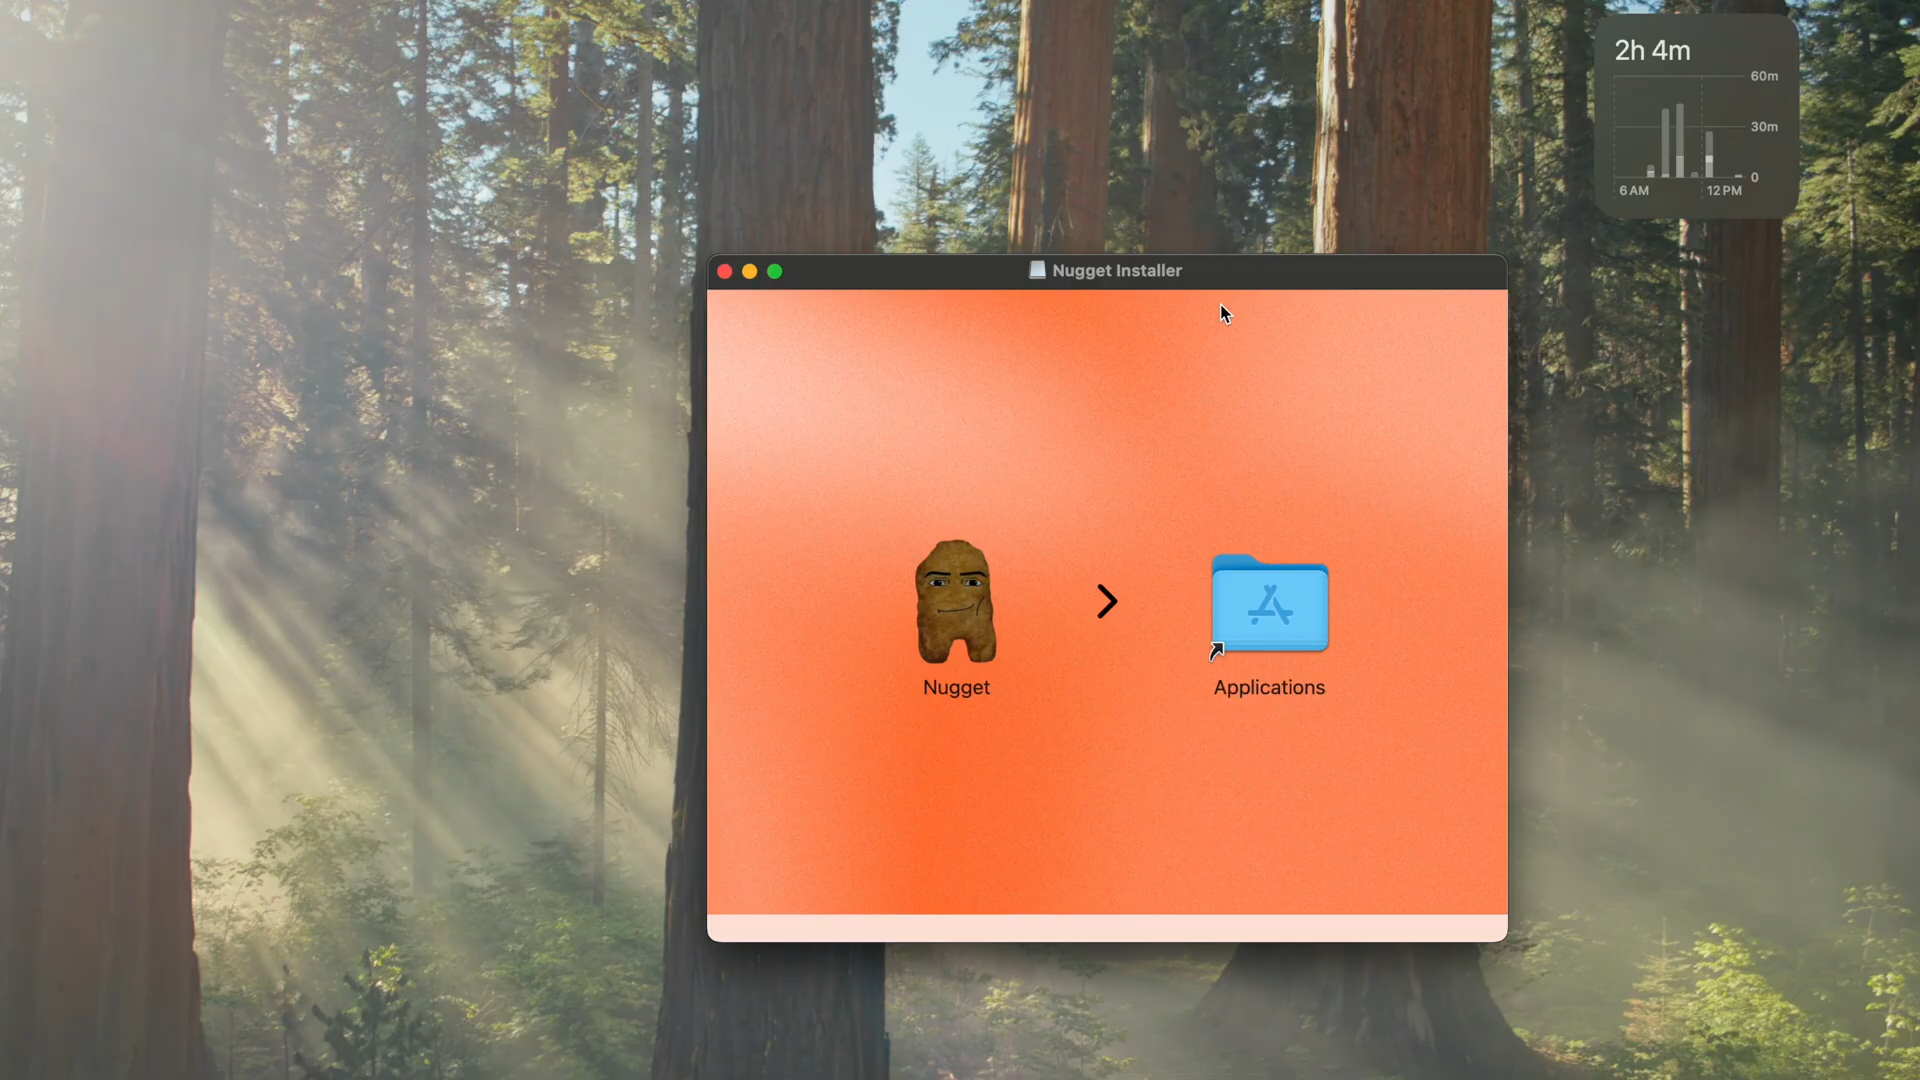 2h 4m
60m
30m
0
6 AM
12 PM
Nugget Installer
Nugget
Applications